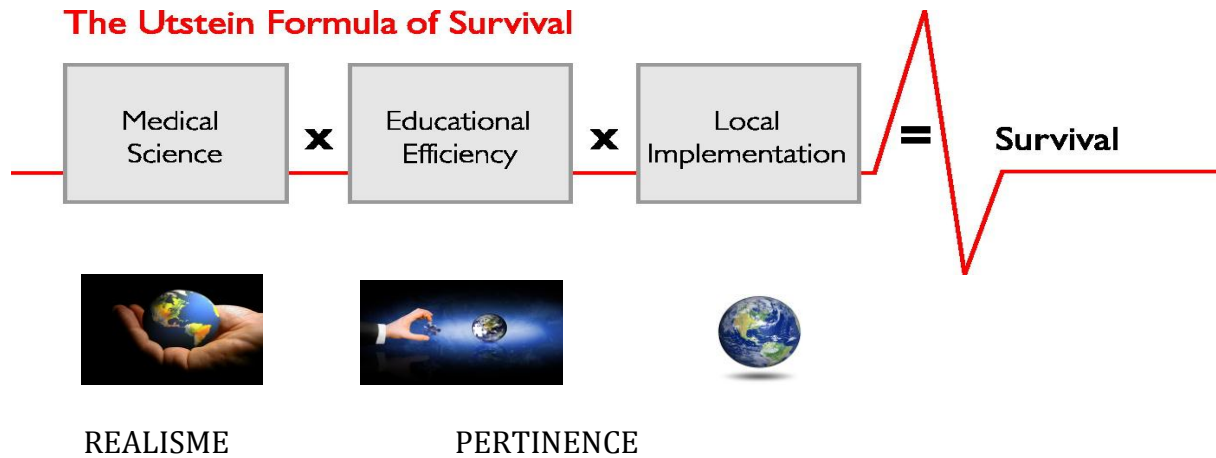 The Utstein Formula of Survival
Medical
Science
x
Educational
Efficiency
x
Local
Implementation
=
Survival
REALISME
PERTINENCE